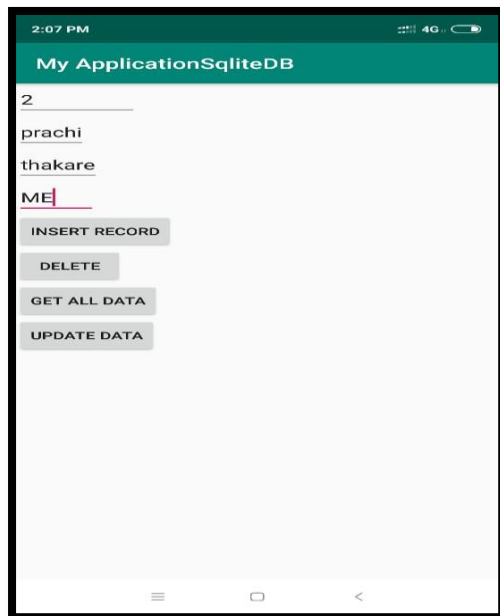 2:07 PM 4G
My ApplicationSqliteDB
2
prachi
thakare
ME
INSERT RECORD
DELETE
GET ALL DATA
UPDATE DATA